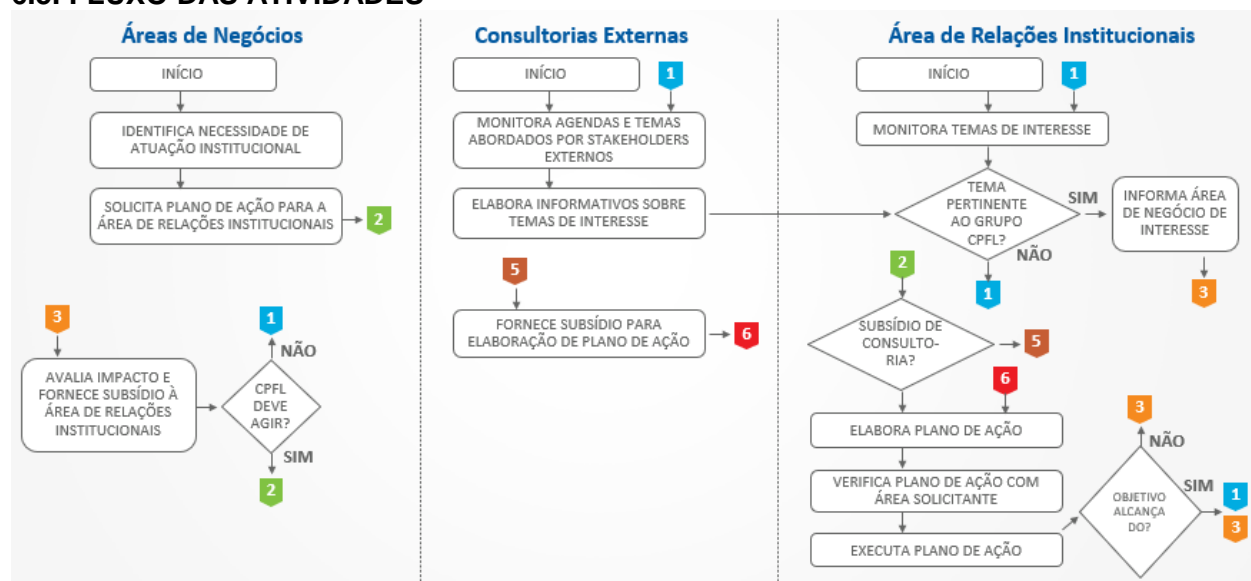 FLUXO DAS ATIVIDADES
Áreas de Negócios
INÍCIO
IDENTIFICA NECESSIDADE DE
ATUAÇÃO INSTITUCIONAL
SOLICITA PLANO DE AÇÃO PARA A
ÁREA DE RELAÇÕES INSTITUCIONAIS
2
3
AVALIA IMPACTO E
FORNECE SUBSÍDIO À
ÁREA DE RELAÇÕES
INSTITUCIONAIS
1
NÃO
CPFL
DEVE
AGIR?
SIM
2
Consultorias Externas
INÍCIO
1
MONITORA AGENDAS E TEMAS
ABORDADOS POR STAKEHOLDERS
EXTERNOS
ELABORA INFORMATIVOS SOBRE
TEMAS DE INTERESSE
5
FORNECE SUBSÍDIO PARA
ELABORAÇÃO DE PLANO DE AÇÃO
6
Área de Relações Institucionais
INÍCIO
1
MONITORA TEMAS DE INTERESSE
TEMA
PERTINENTE
AO GRUPO
CPFL?
SIM
INFORMA ÁREA
DE NEGÓCIO DE
INTERESSE
3
NÃO
1
2
SUBSÍDIO DE
CONSULTO-
RIA?
5
6
ELABORA PLANO DE AÇÃO
VERIFICA PLANO DE AÇÃO COM
ÁREA SOLICITANTE
EXECUTA PLANO DE AÇÃO
3
NÃO
OBJETIVO
ALCANÇA
DO?
SIM
1
3